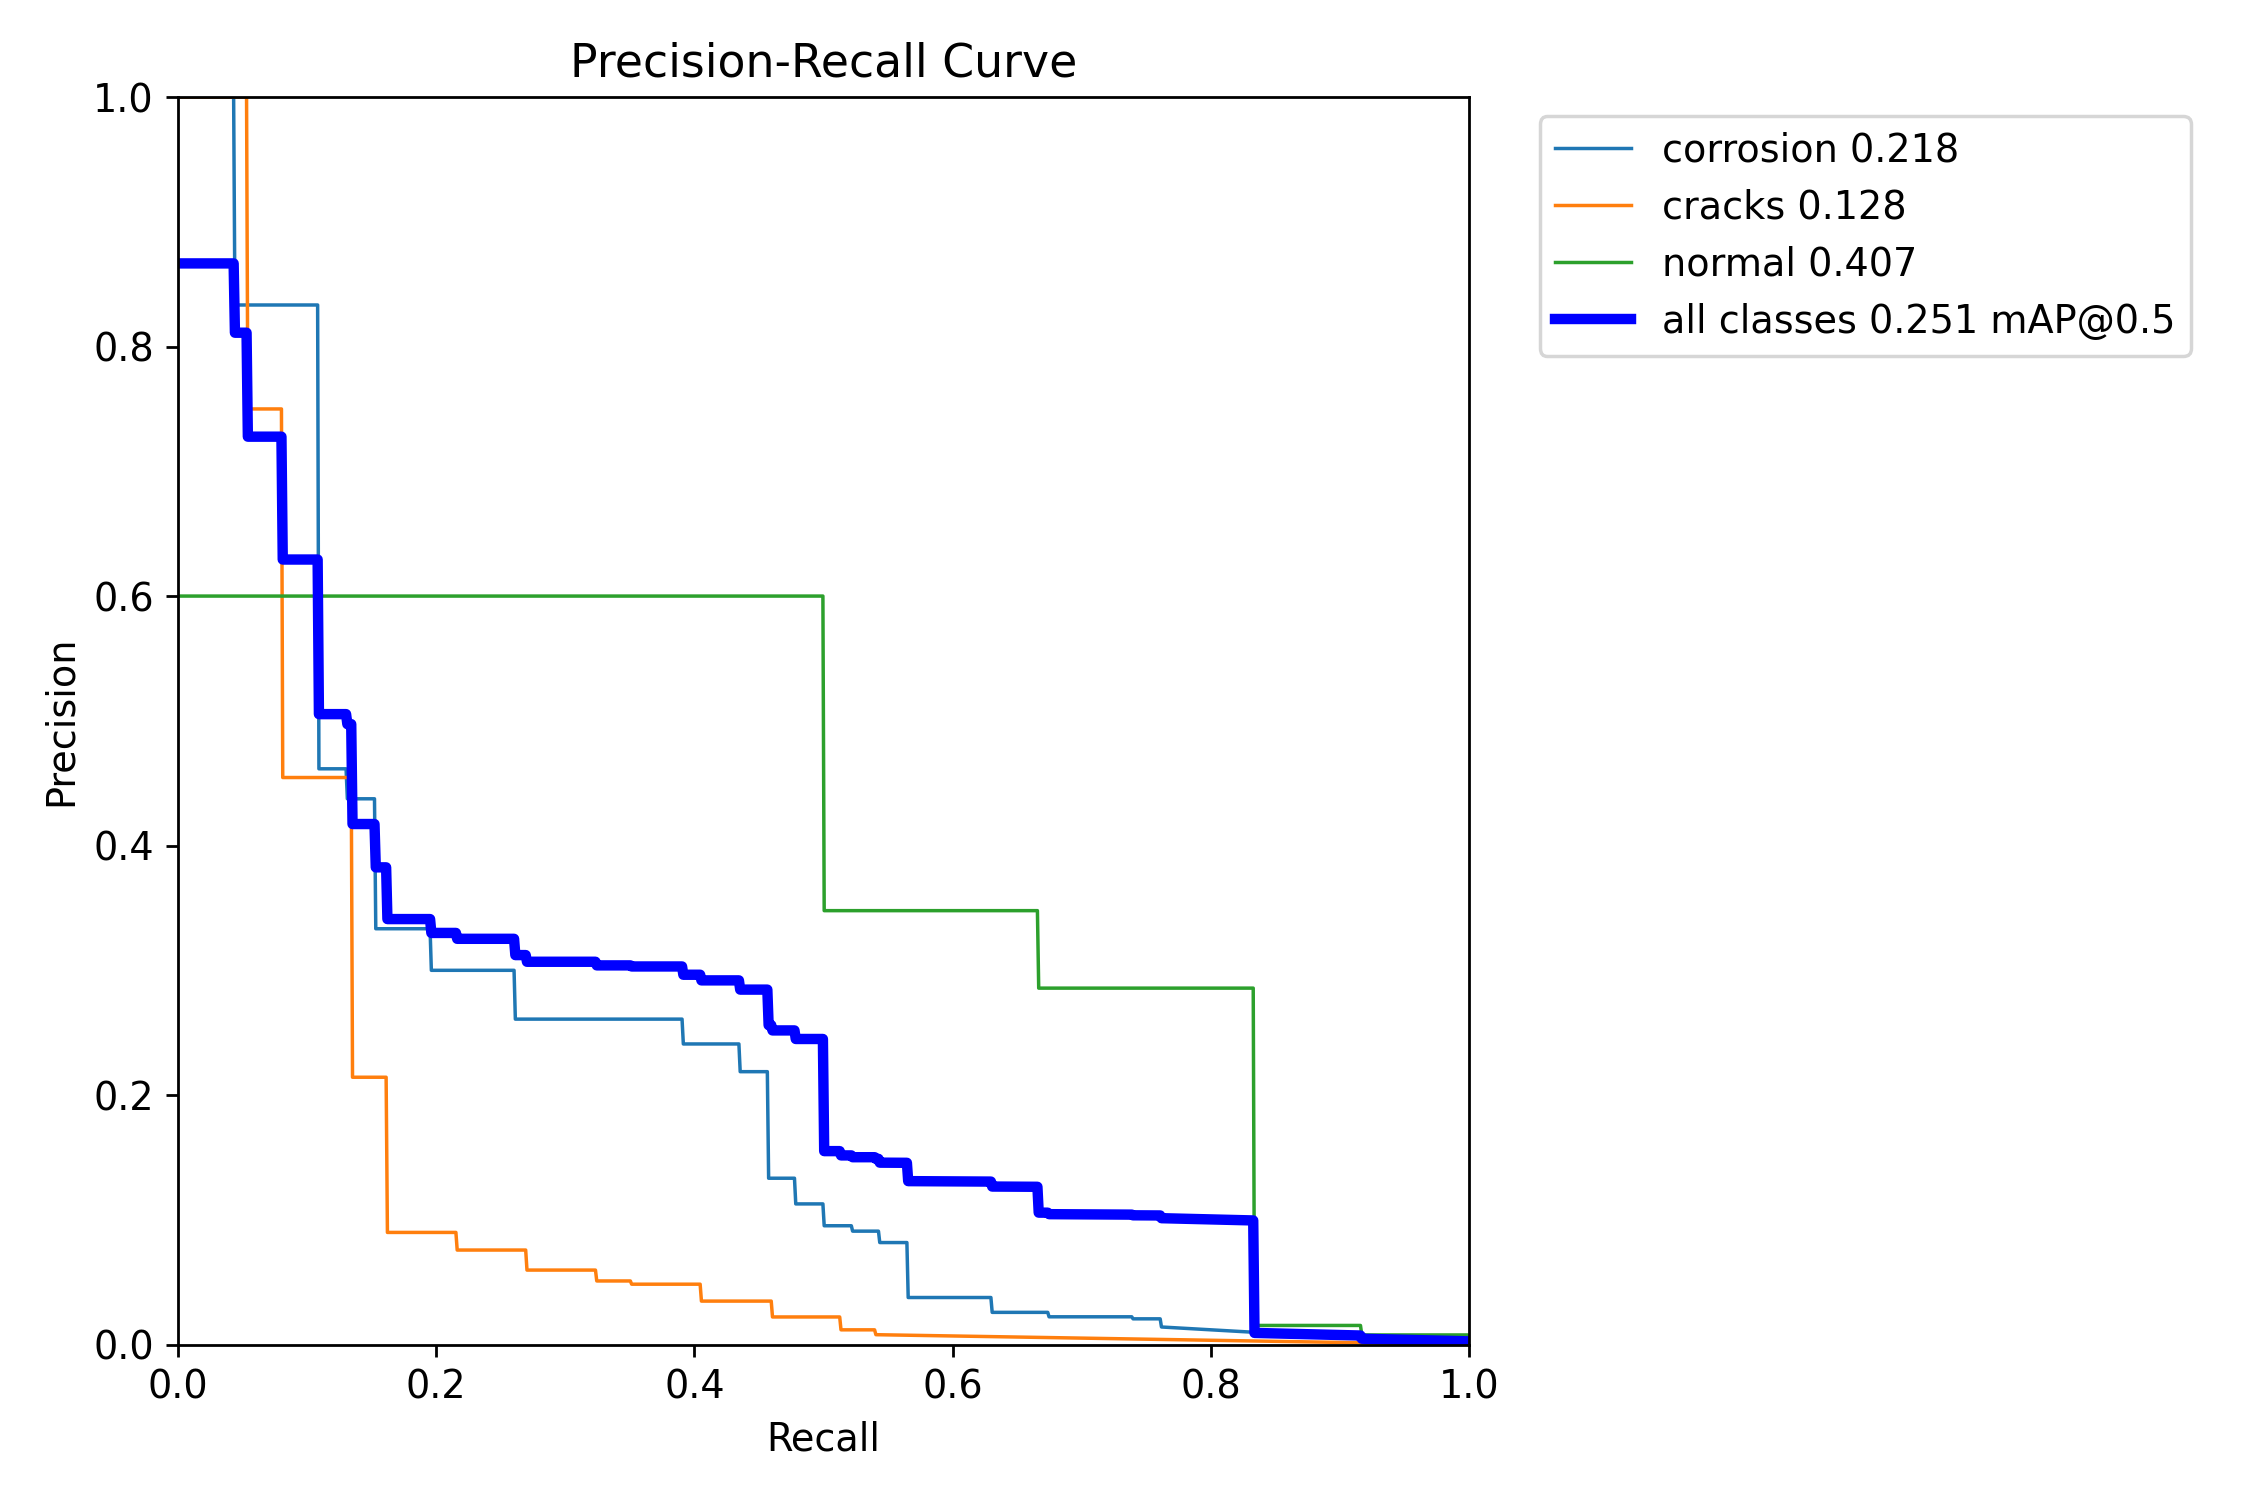 Precision-Recall Curve
1.0
0.8
0.6
0.4
0.2
0.0
Precision
0.0 0.2 0.4 0.6 0.8 1.0
Recall
corrosion 0.218
cracks 0.128
normal 0.407
all classes 0.251 mAP@0.5